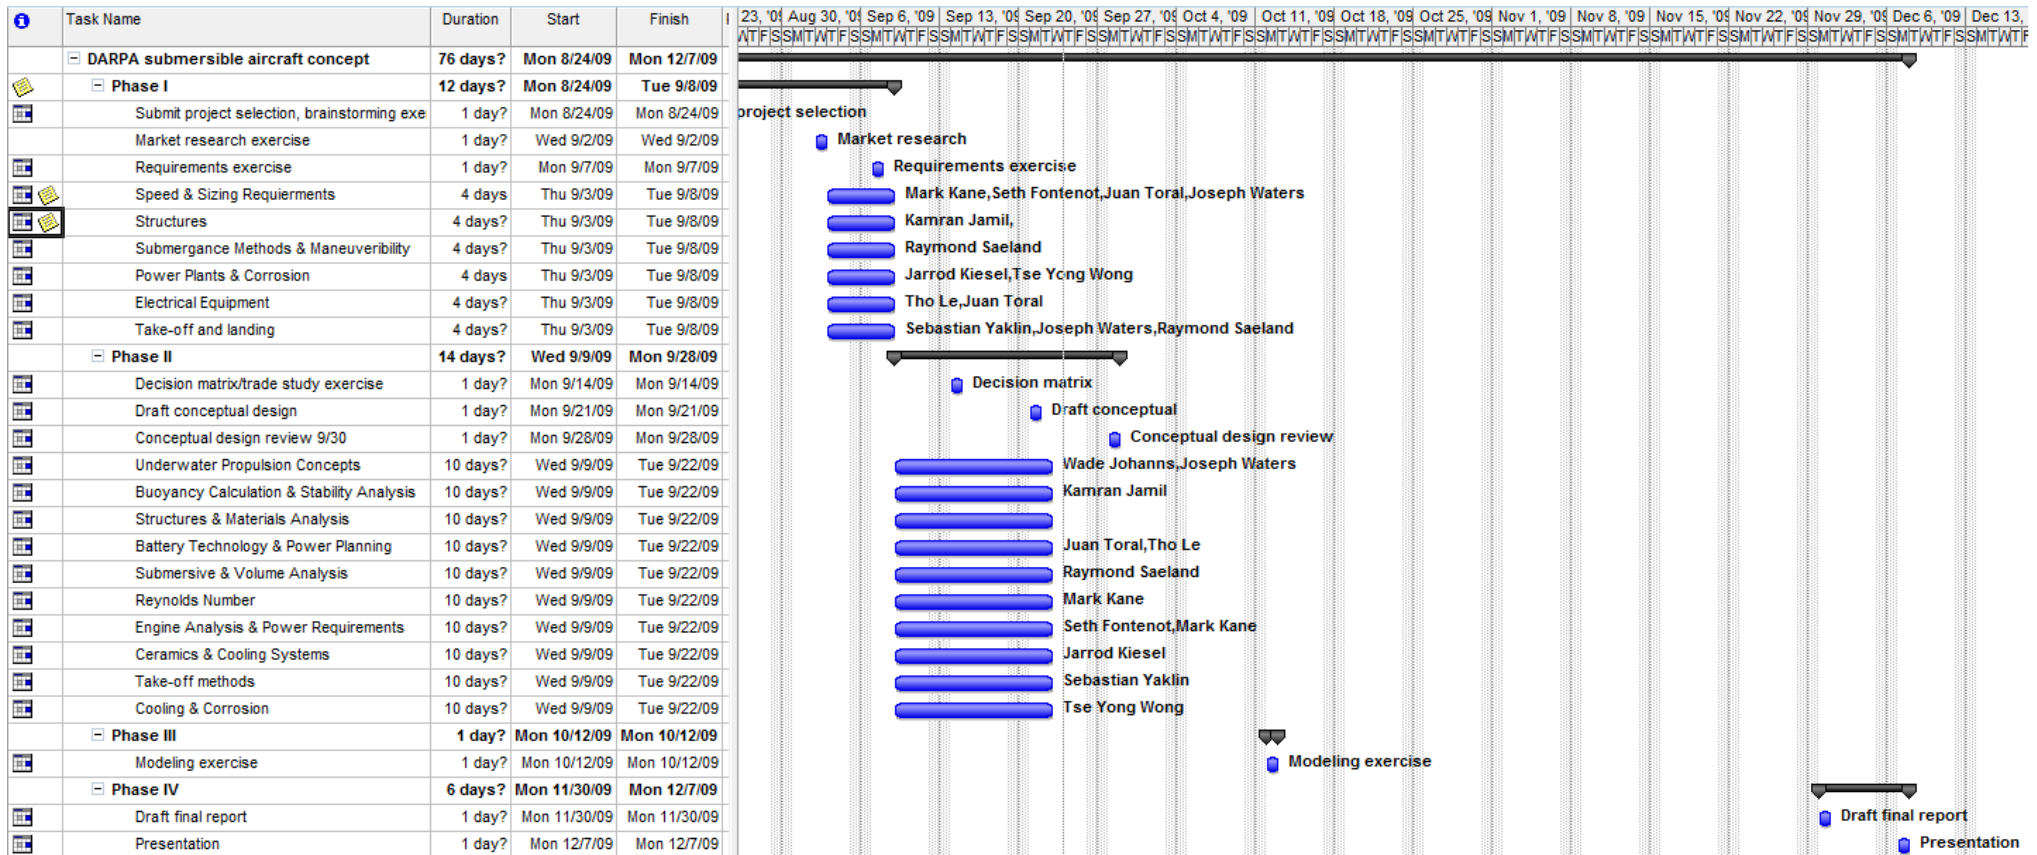 Task Name Duration Start Finish 23, '09 Aug 30, '09 Sep 6, '09 Sep 13, '09 Sep 20, '09 Sep 27, '09 Oct 4, '09 Oct 11, '09 Oct 18, '09 Oct 25, '09 Nov 1, '09 Nov 8, '09 Nov 15, '09 Nov 22, '09 Nov 29, '09 Dec 6, '09 Dec 13,
DARPA submersible aircraft concept 76 days? Mon 8/24/09 Mon 12/7/09
Phase I 12 days? Mon 8/24/09 Tue 9/8/09
Submit project selection, brainstorming exe 1 day? Mon 8/24/09 Mon 8/24/09 project selection
Market research exercise 1 day? Wed 9/2/09 Wed 9/2/09 Market research
Requirements exercise 1 day? Mon 9/7/09 Mon 9/7/09 Requirements exercise
Speed & Sizing Requierments 4 days Thu 9/3/09 Tue 9/8/09 Mark Kane,Seth Fontenot,Juan Toral,Joseph Waters
Structures 4 days? Thu 9/3/09 Tue 9/8/09 Kamran Jamil,
Submergance Methods & Maneuveribility 4 days? Thu 9/3/09 Tue 9/8/09 Raymond Saeland
Power Plants & Corrosion 4 days Thu 9/3/09 Tue 9/8/09 Jarrod Kiesel,Tse Yong Wong
Electrical Equipment 4 days? Thu 9/3/09 Tue 9/8/09 Tho Le,Juan Toral
Take-off and landing 4 days? Thu 9/3/09 Tue 9/8/09 Sebastian Yaklin,Joseph Waters,Raymond Saeland
Phase II 14 days? Wed 9/9/09 Mon 9/28/09
Decision matrix/trade study exercise 1 day? Mon 9/14/09 Mon 9/14/09 Decision matrix
Draft conceptual design 1 day? Mon 9/21/09 Mon 9/21/09 Draft conceptual
Conceptual design review 9/30 1 day? Mon 9/28/09 Mon 9/28/09 Conceptual design review
Underwater Propulsion Concepts 10 days? Wed 9/9/09 Tue 9/22/09 Wade Johanns,Joseph Waters
Buoyancy Calculation & Stability Analysis 10 days? Wed 9/9/09 Tue 9/22/09 Kamran Jamil
Structures & Materials Analysis 10 days? Wed 9/9/09 Tue 9/22/09
Battery Technology & Power Planning 10 days? Wed 9/9/09 Tue 9/22/09 Juan Toral,Tho Le
Submersive & Volume Analysis 10 days? Wed 9/9/09 Tue 9/22/09 Raymond Saeland
Reynolds Number 10 days? Wed 9/9/09 Tue 9/22/09 Mark Kane
Engine Analysis & Power Requirements 10 days? Wed 9/9/09 Tue 9/22/09 Seth Fontenot,Mark Kane
Ceramics & Cooling Systems 10 days? Wed 9/9/09 Tue 9/22/09 Jarrod Kiesel
Take-off methods 10 days? Wed 9/9/09 Tue 9/22/09 Sebastian Yaklin
Cooling & Corrosion 10 days? Wed 9/9/09 Tue 9/22/09 Tse Yong Wong
Phase III 1 day? Mon 10/12/09 Mon 10/12/09
Modeling exercise 1 day? Mon 10/12/09 Mon 10/12/09 Modeling exercise
Phase IV 6 days? Mon 11/30/09 Mon 12/7/09
Draft final report 1 day? Mon 11/30/09 Mon 11/30/09 Draft final report
Presentation 1 day? Mon 12/7/09 Mon 12/7/09 Presentation